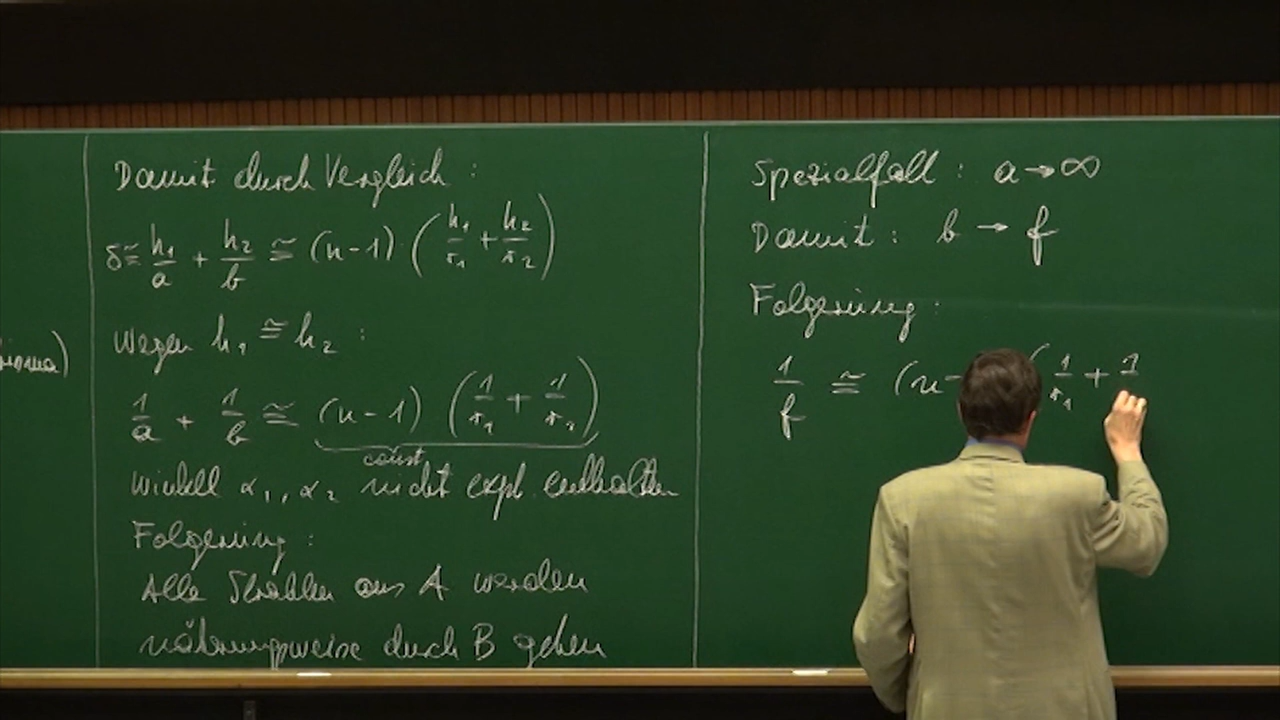 Damit durch Vergleich :
δ ≅ h₁/a + h₂/b ≅ (n-1) (h₁/r₁ + h₂/r₂)
Wegen h₁ ≅ h₂ :
1/a + 1/b ≅ (n-1) (1/r₁ + 1/r₂)
const
Winkel α₁, α₂ nicht expl. enthalten
Folgerung :
Alle Strahlen aus A werden
näherungsweise durch B gehen
Spezialfall : a → ∞
Damit : b → f
Folgerung :
1/f ≅ (n- (1/r₁ + 1